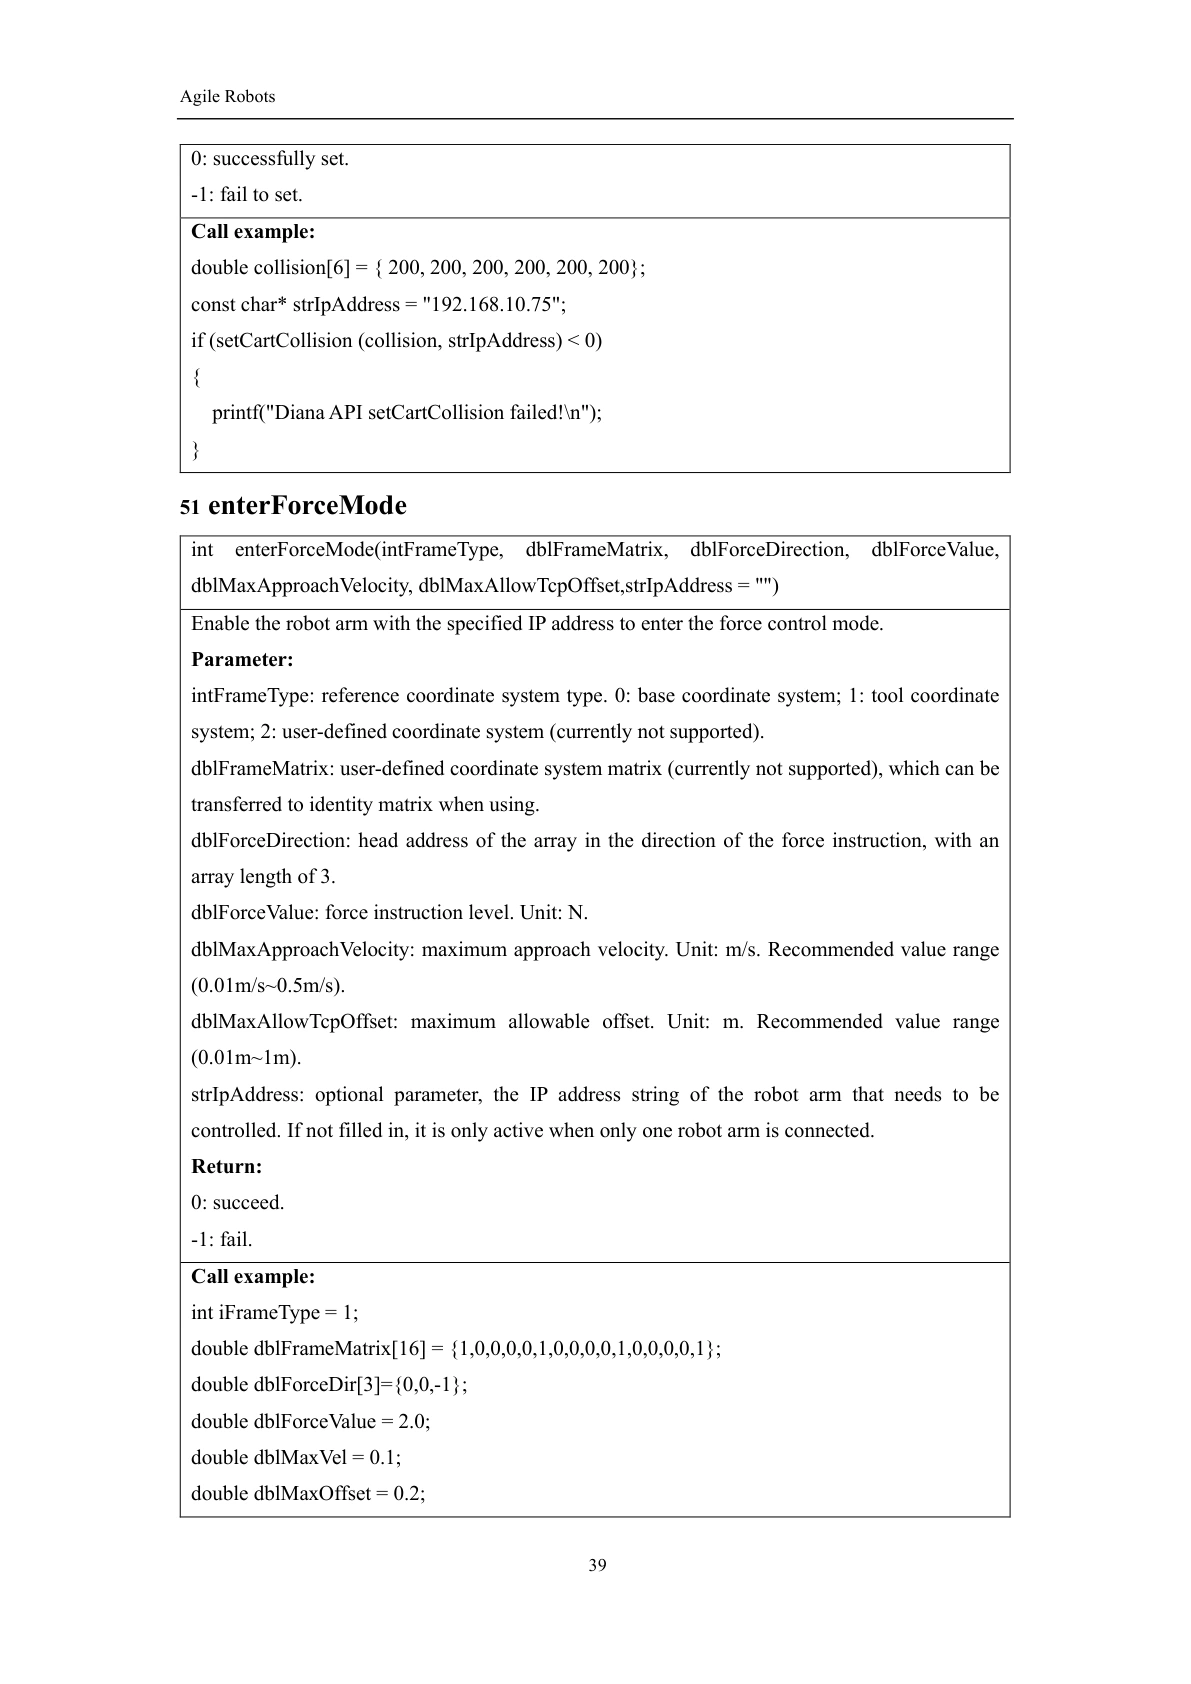 Agile Robots
0: successfully set.
-1: fail to set.
Call example:
double collision[6] = { 200, 200, 200, 200, 200, 200};
const char* strIpAddress = "192.168.10.75";
if (setCartCollision (collision, strIpAddress) < 0)
{
printf("Diana API setCartCollision failed!\n");
}
51 enterForceMode
int enterForceMode(intFrameType, dblFrameMatrix, dblForceDirection, dblForceValue,
dblMaxApproachVelocity, dblMaxAllowTcpOffset,strIpAddress = "")
Enable the robot arm with the specified IP address to enter the force control mode.
Parameter:
intFrameType: reference coordinate system type. 0: base coordinate system; 1: tool coordinate
system; 2: user-defined coordinate system (currently not supported).
dblFrameMatrix: user-defined coordinate system matrix (currently not supported), which can be
transferred to identity matrix when using.
dblForceDirection: head address of the array in the direction of the force instruction, with an
array length of 3.
dblForceValue: force instruction level. Unit: N.
dblMaxApproachVelocity: maximum approach velocity. Unit: m/s. Recommended value range
(0.01m/s~0.5m/s).
dblMaxAllowTcpOffset: maximum allowable offset. Unit: m. Recommended value range
(0.01m~1m).
strIpAddress: optional parameter, the IP address string of the robot arm that needs to be
controlled. If not filled in, it is only active when only one robot arm is connected.
Return:
0: succeed.
-1: fail.
Call example:
int iFrameType = 1;
double dblFrameMatrix[16] = {1,0,0,0,0,1,0,0,0,0,1,0,0,0,0,1};
double dblForceDir[3]={0,0,-1};
double dblForceValue = 2.0;
double dblMaxVel = 0.1;
double dblMaxOffset = 0.2;
39